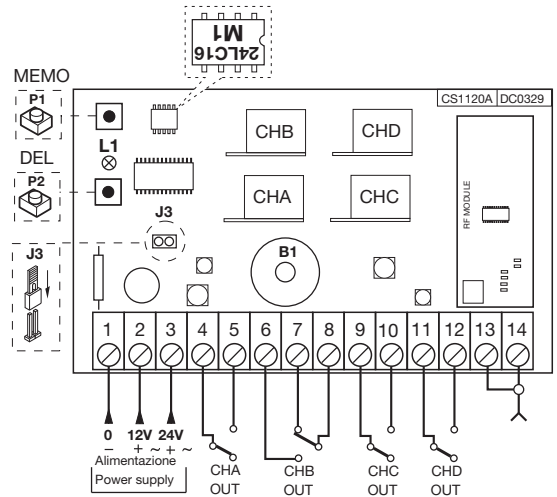 M1
24LC16
MEMO
P1
CS1120A DC0329
CHB
CHD
L1
DEL
P2
CHA
CHC
RF MODULE
J3
J3
B1
1 2 3 4 5 6 7 8 9 10 11 12 13 14
0 12V 24V
− + ~ + ~
Alimentazione
Power supply
CHA
OUT
CHB
OUT
CHC
OUT
CHD
OUT